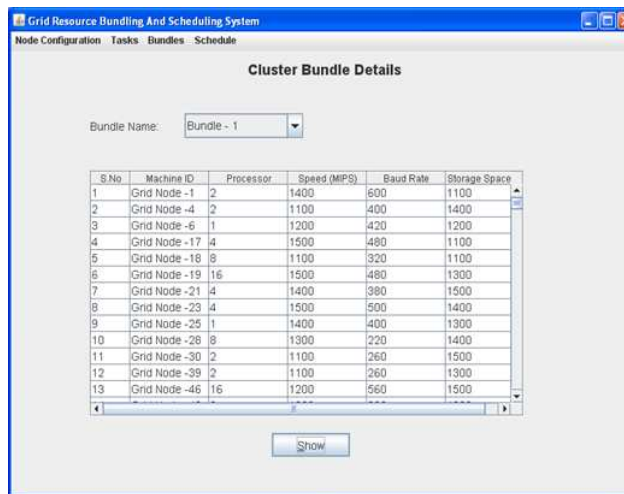 Grid Resource Bundling And Scheduling System
Node Configuration Tasks Bundles Schedule
Cluster Bundle Details
Bundle Name: Bundle - 1
S.No Machine ID Processor Speed (MIPS) Baud Rate Storage Space
1 Grid Node -1 2 1400 600 1100
2 Grid Node -4 2 1100 400 1400
3 Grid Node -6 1 1200 420 1200
4 Grid Node -17 4 1500 480 1100
5 Grid Node -18 8 1100 320 1100
6 Grid Node -19 16 1500 480 1300
7 Grid Node -21 4 1400 380 1500
8 Grid Node -23 4 1500 500 1400
9 Grid Node -25 1 1400 400 1300
10 Grid Node -28 8 1300 220 1400
11 Grid Node -30 2 1100 260 1500
12 Grid Node -39 2 1100 260 1300
13 Grid Node -46 16 1200 560 1500
Show